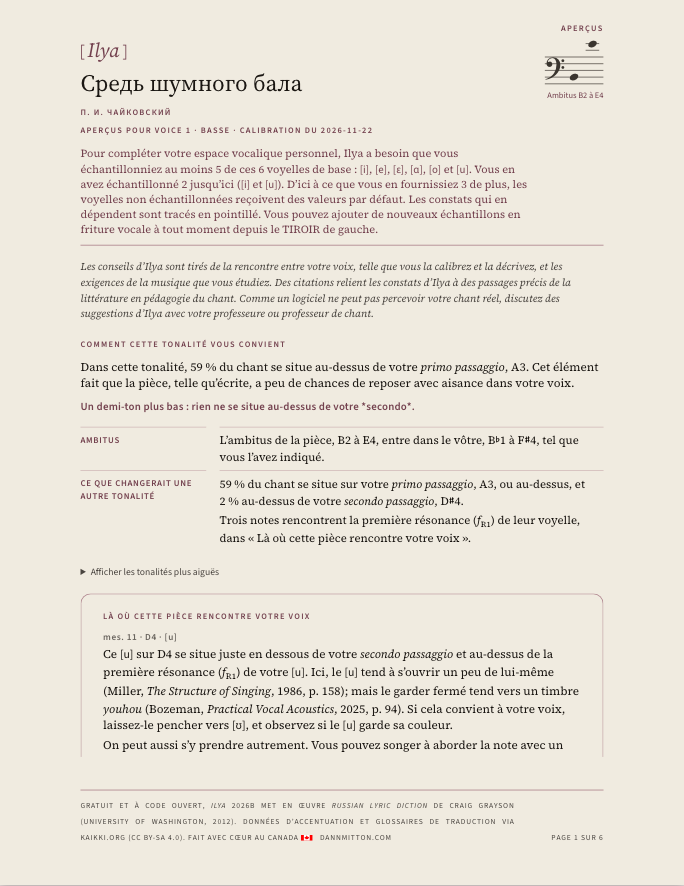 APERÇUS
[Ilya]
Средь шумного бала
Ambitus B2 à E4
П. И. ЧАЙКОВСКИЙ
APERÇUS POUR VOICE 1 · BASSE · CALIBRATION DU 2026-11-22
Pour compléter votre espace vocalique personnel, Ilya a besoin que vous
échantillonniez au moins 5 de ces 6 voyelles de base : [i], [e], [ɛ], [ɑ], [o] et [u]. Vous en
avez échantillonné 2 jusqu’ici ([i] et [u]). D’ici à ce que vous en fournissiez 3 de plus, les
voyelles non échantillonnées reçoivent des valeurs par défaut. Les constats qui en
dépendent sont tracés en pointillé. Vous pouvez ajouter de nouveaux échantillons en
friture vocale à tout moment depuis le TIROIR de gauche.
Les conseils d’Ilya sont tirés de la rencontre entre votre voix, telle que vous la calibrez et la décrivez, et les
exigences de la musique que vous étudiez. Des citations relient les constats d’Ilya à des passages précis de la
littérature en pédagogie du chant. Comme un logiciel ne peut pas percevoir votre chant réel, discutez des
suggestions d’Ilya avec votre professeure ou professeur de chant.
COMMENT CETTE TONALITÉ VOUS CONVIENT
Dans cette tonalité, 59 % du chant se situe au-dessus de votre primo passaggio, A3. Cet élément
fait que la pièce, telle qu’écrite, a peu de chances de reposer avec aisance dans votre voix.
Un demi-ton plus bas : rien ne se situe au-dessus de votre *secondo*.
AMBITUS
L’ambitus de la pièce, B2 à E4, entre dans le vôtre, B♭1 à F♯4, tel que
vous l’avez indiqué.
CE QUE CHANGERAIT UNE
AUTRE TONALITÉ
59 % du chant se situe sur votre primo passaggio, A3, ou au-dessus, et
2 % au-dessus de votre secondo passaggio, D♯4.
Trois notes rencontrent la première résonance (fR1) de leur voyelle,
dans « Là où cette pièce rencontre votre voix ».
▶ Afficher les tonalités plus aiguës
LÀ OÙ CETTE PIÈCE RENCONTRE VOTRE VOIX
mes. 11 · D4 · [u]
Ce [u] sur D4 se situe juste en dessous de votre secondo passaggio et au-dessus de la
première résonance (fR1) de votre [u]. Ici, le [u] tend à s’ouvrir un peu de lui-même
(Miller, The Structure of Singing, 1986, p. 158); mais le garder fermé tend vers un timbre
youhou (Bozeman, Practical Vocal Acoustics, 2025, p. 94). Si cela convient à votre voix,
laissez-le pencher vers [ʊ], et observez si le [u] garde sa couleur.
On peut aussi s’y prendre autrement. Vous pouvez songer à aborder la note avec un
GRATUIT ET À CODE OUVERT, ILYA 2026B MET EN ŒUVRE RUSSIAN LYRIC DICTION DE CRAIG GRAYSON
(UNIVERSITY OF WASHINGTON, 2012). DONNÉES D’ACCENTUATION ET GLOSSAIRES DE TRADUCTION VIA
KAIKKI.ORG (CC BY-SA 4.0). FAIT AVEC CŒUR AU CANADA 🇨🇦 · DANNMITTON.COM
PAGE 1 SUR 6